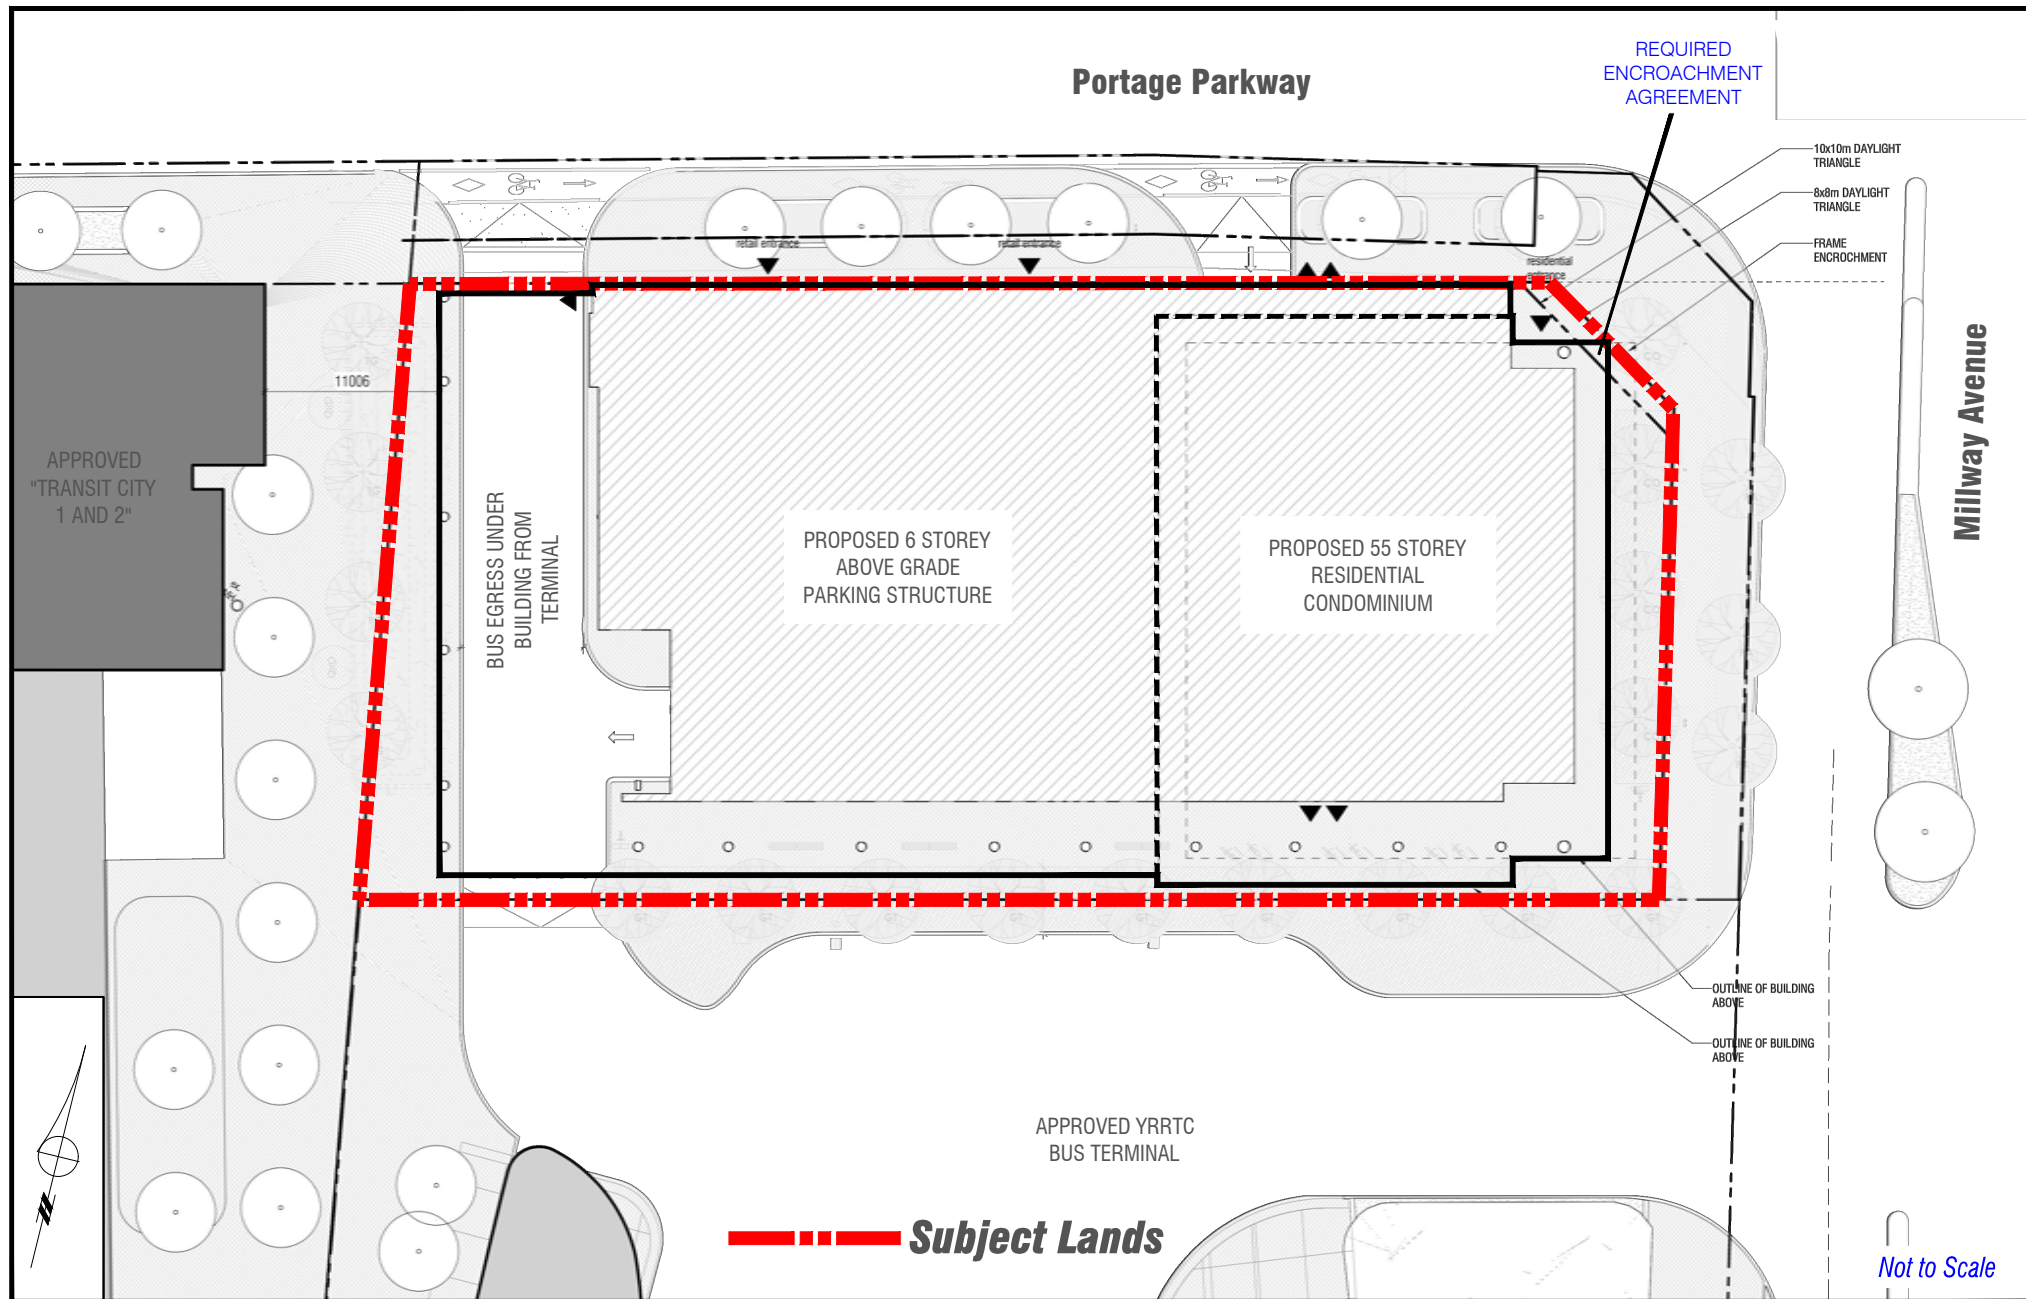 Portage Parkway
REQUIRED
ENCROACHMENT
AGREEMENT
10x10m DAYLIGHT
TRIANGLE
8x8m DAYLIGHT
TRIANGLE
FRAME
ENCROCHMENT
retail entrance
retail entrance
residential
entrance
Millway Avenue
11006
APPROVED
"TRANSIT CITY
1 AND 2"
BUS EGRESS UNDER
BUILDING FROM
TERMINAL
PROPOSED 6 STOREY
ABOVE GRADE
PARKING STRUCTURE
PROPOSED 55 STOREY
RESIDENTIAL
CONDOMINIUM
OUTLINE OF BUILDING
ABOVE
OUTLINE OF BUILDING
ABOVE
APPROVED YRRTC
BUS TERMINAL
N
Subject Lands
Not to Scale